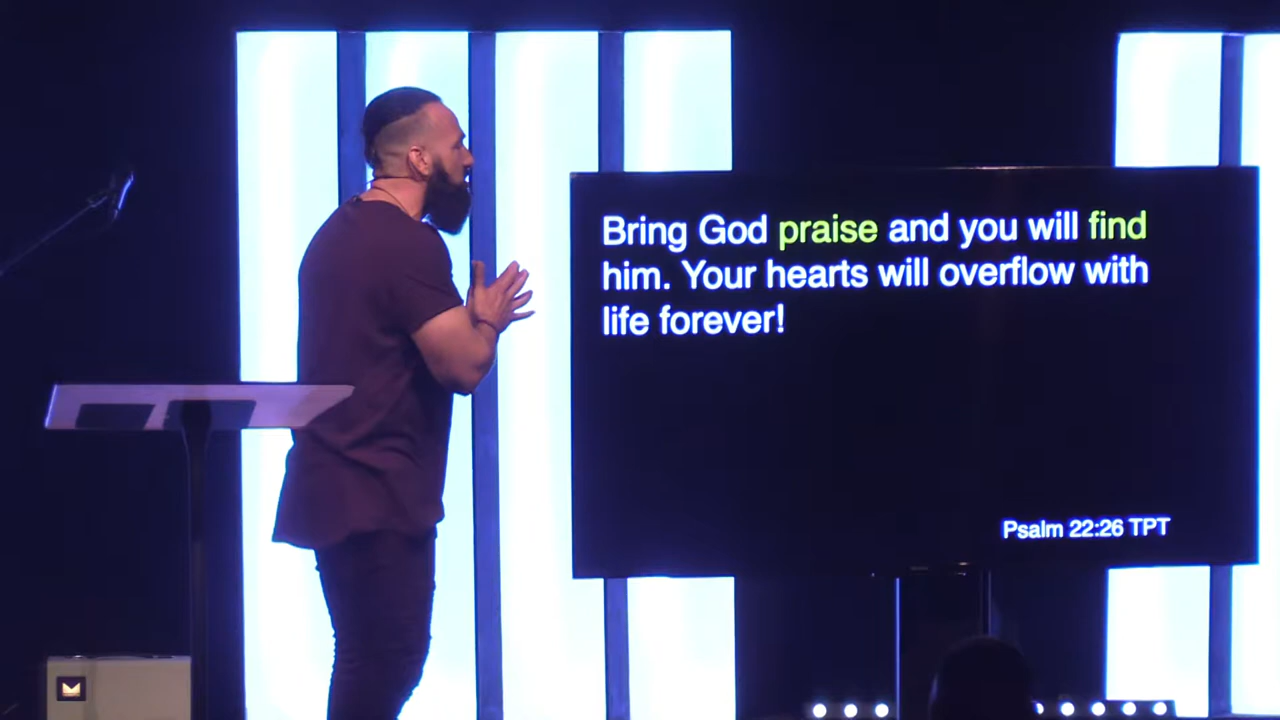 Bring God praise and you will find
him. Your hearts will overflow with
life forever!
Psalm 22:26 TPT